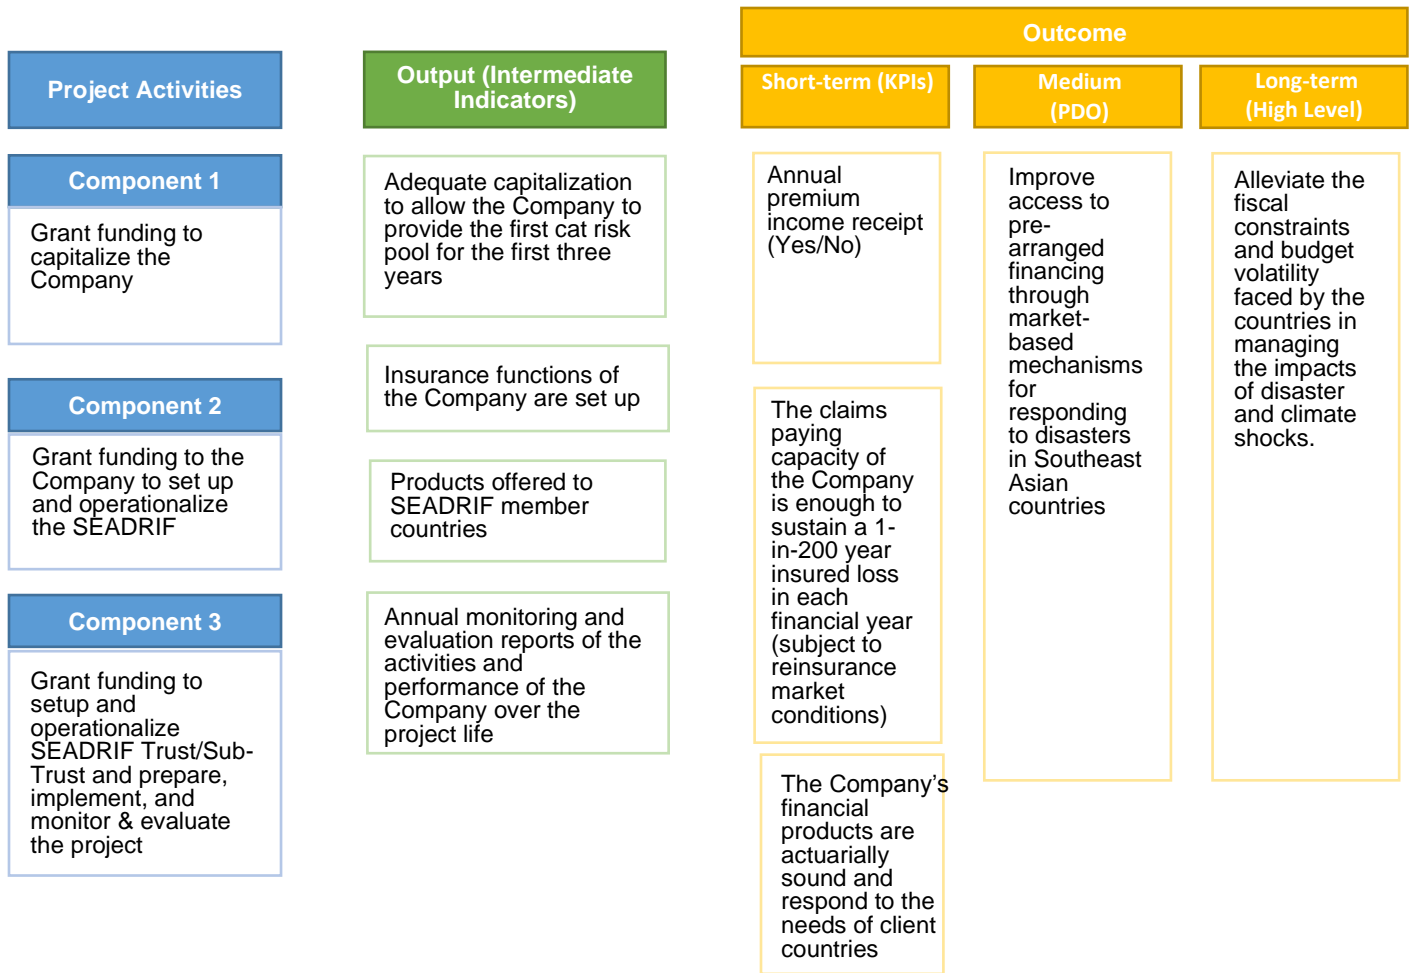 Project Activities
Component 1
Grant funding to
capitalize the
Company
Component 2
Grant funding to the
Company to set up
and operationalize
the SEADRIF
Component 3
Grant funding to
setup and
operationalize
SEADRIF Trust/Sub-
Trust and prepare,
implement, and
monitor & evaluate
the project
Output (Intermediate
Indicators)
Adequate capitalization
to allow the Company to
provide the first cat risk
pool for the first three
years
Insurance functions of
the Company are set up
Products offered to
SEADRIF member
countries
Annual monitoring and
evaluation reports of the
activities and
performance of the
Company over the
project life
Outcome
Short-term (KPIs)
Annual
premium
income receipt
(Yes/No)
The claims
paying
capacity of
the Company
is enough to
sustain a 1-
in-200 year
insured loss
in each
financial year
(subject to
reinsurance
market
conditions)
The Company's
financial
products are
actuarially
sound and
respond to the
needs of client
countries
Medium
(PDO)
Improve
access to
pre-
arranged
financing
through
market-
based
mechanisms
for
responding
to disasters
in Southeast
Asian
countries
Long-term
(High Level)
Alleviate the
fiscal
constraints
and budget
volatility
faced by the
countries in
managing
the impacts
of disaster
and climate
shocks.